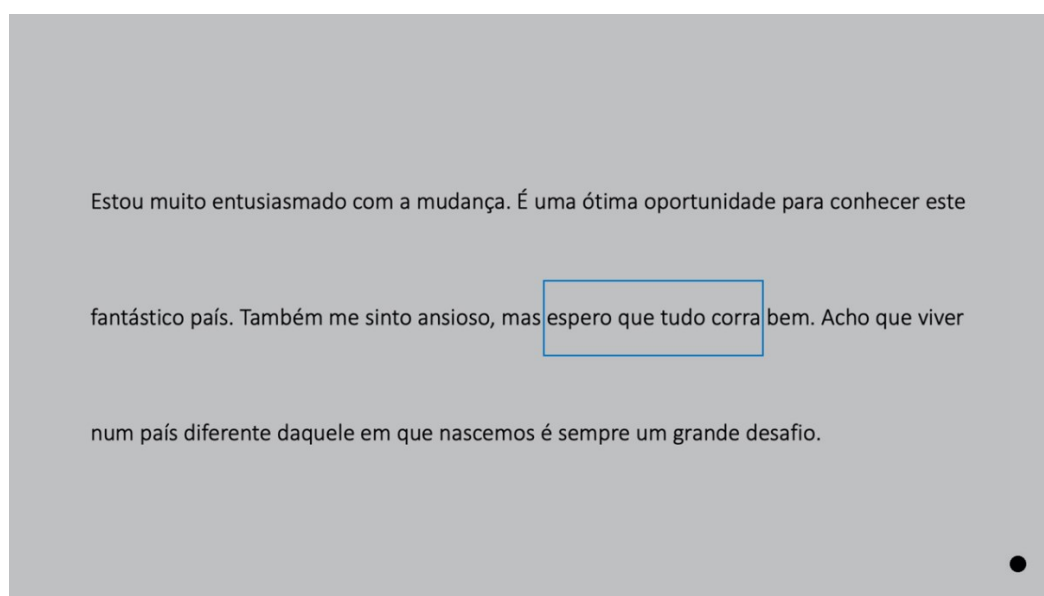 Estou muito entusiasmado com a mudança. É uma ótima oportunidade para conhecer este
fantástico país. Também me sinto ansioso, mas espero que tudo corra bem. Acho que viver
num país diferente daquele em que nascemos é sempre um grande desafio.